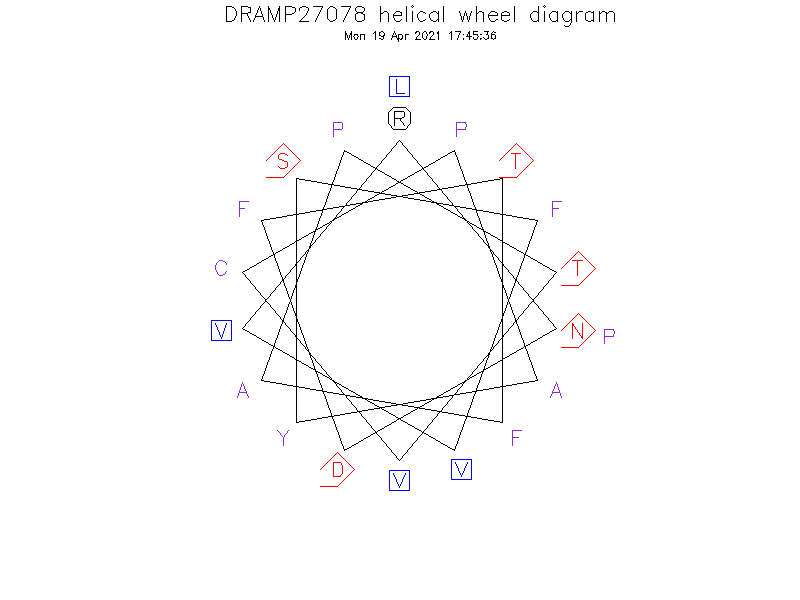 DRAMP27078 helical wheel diagram
Mon 19 Apr 2021 17:45:36
L
P R P
S T
F F
C T
V N P
A A
Y F
D V V